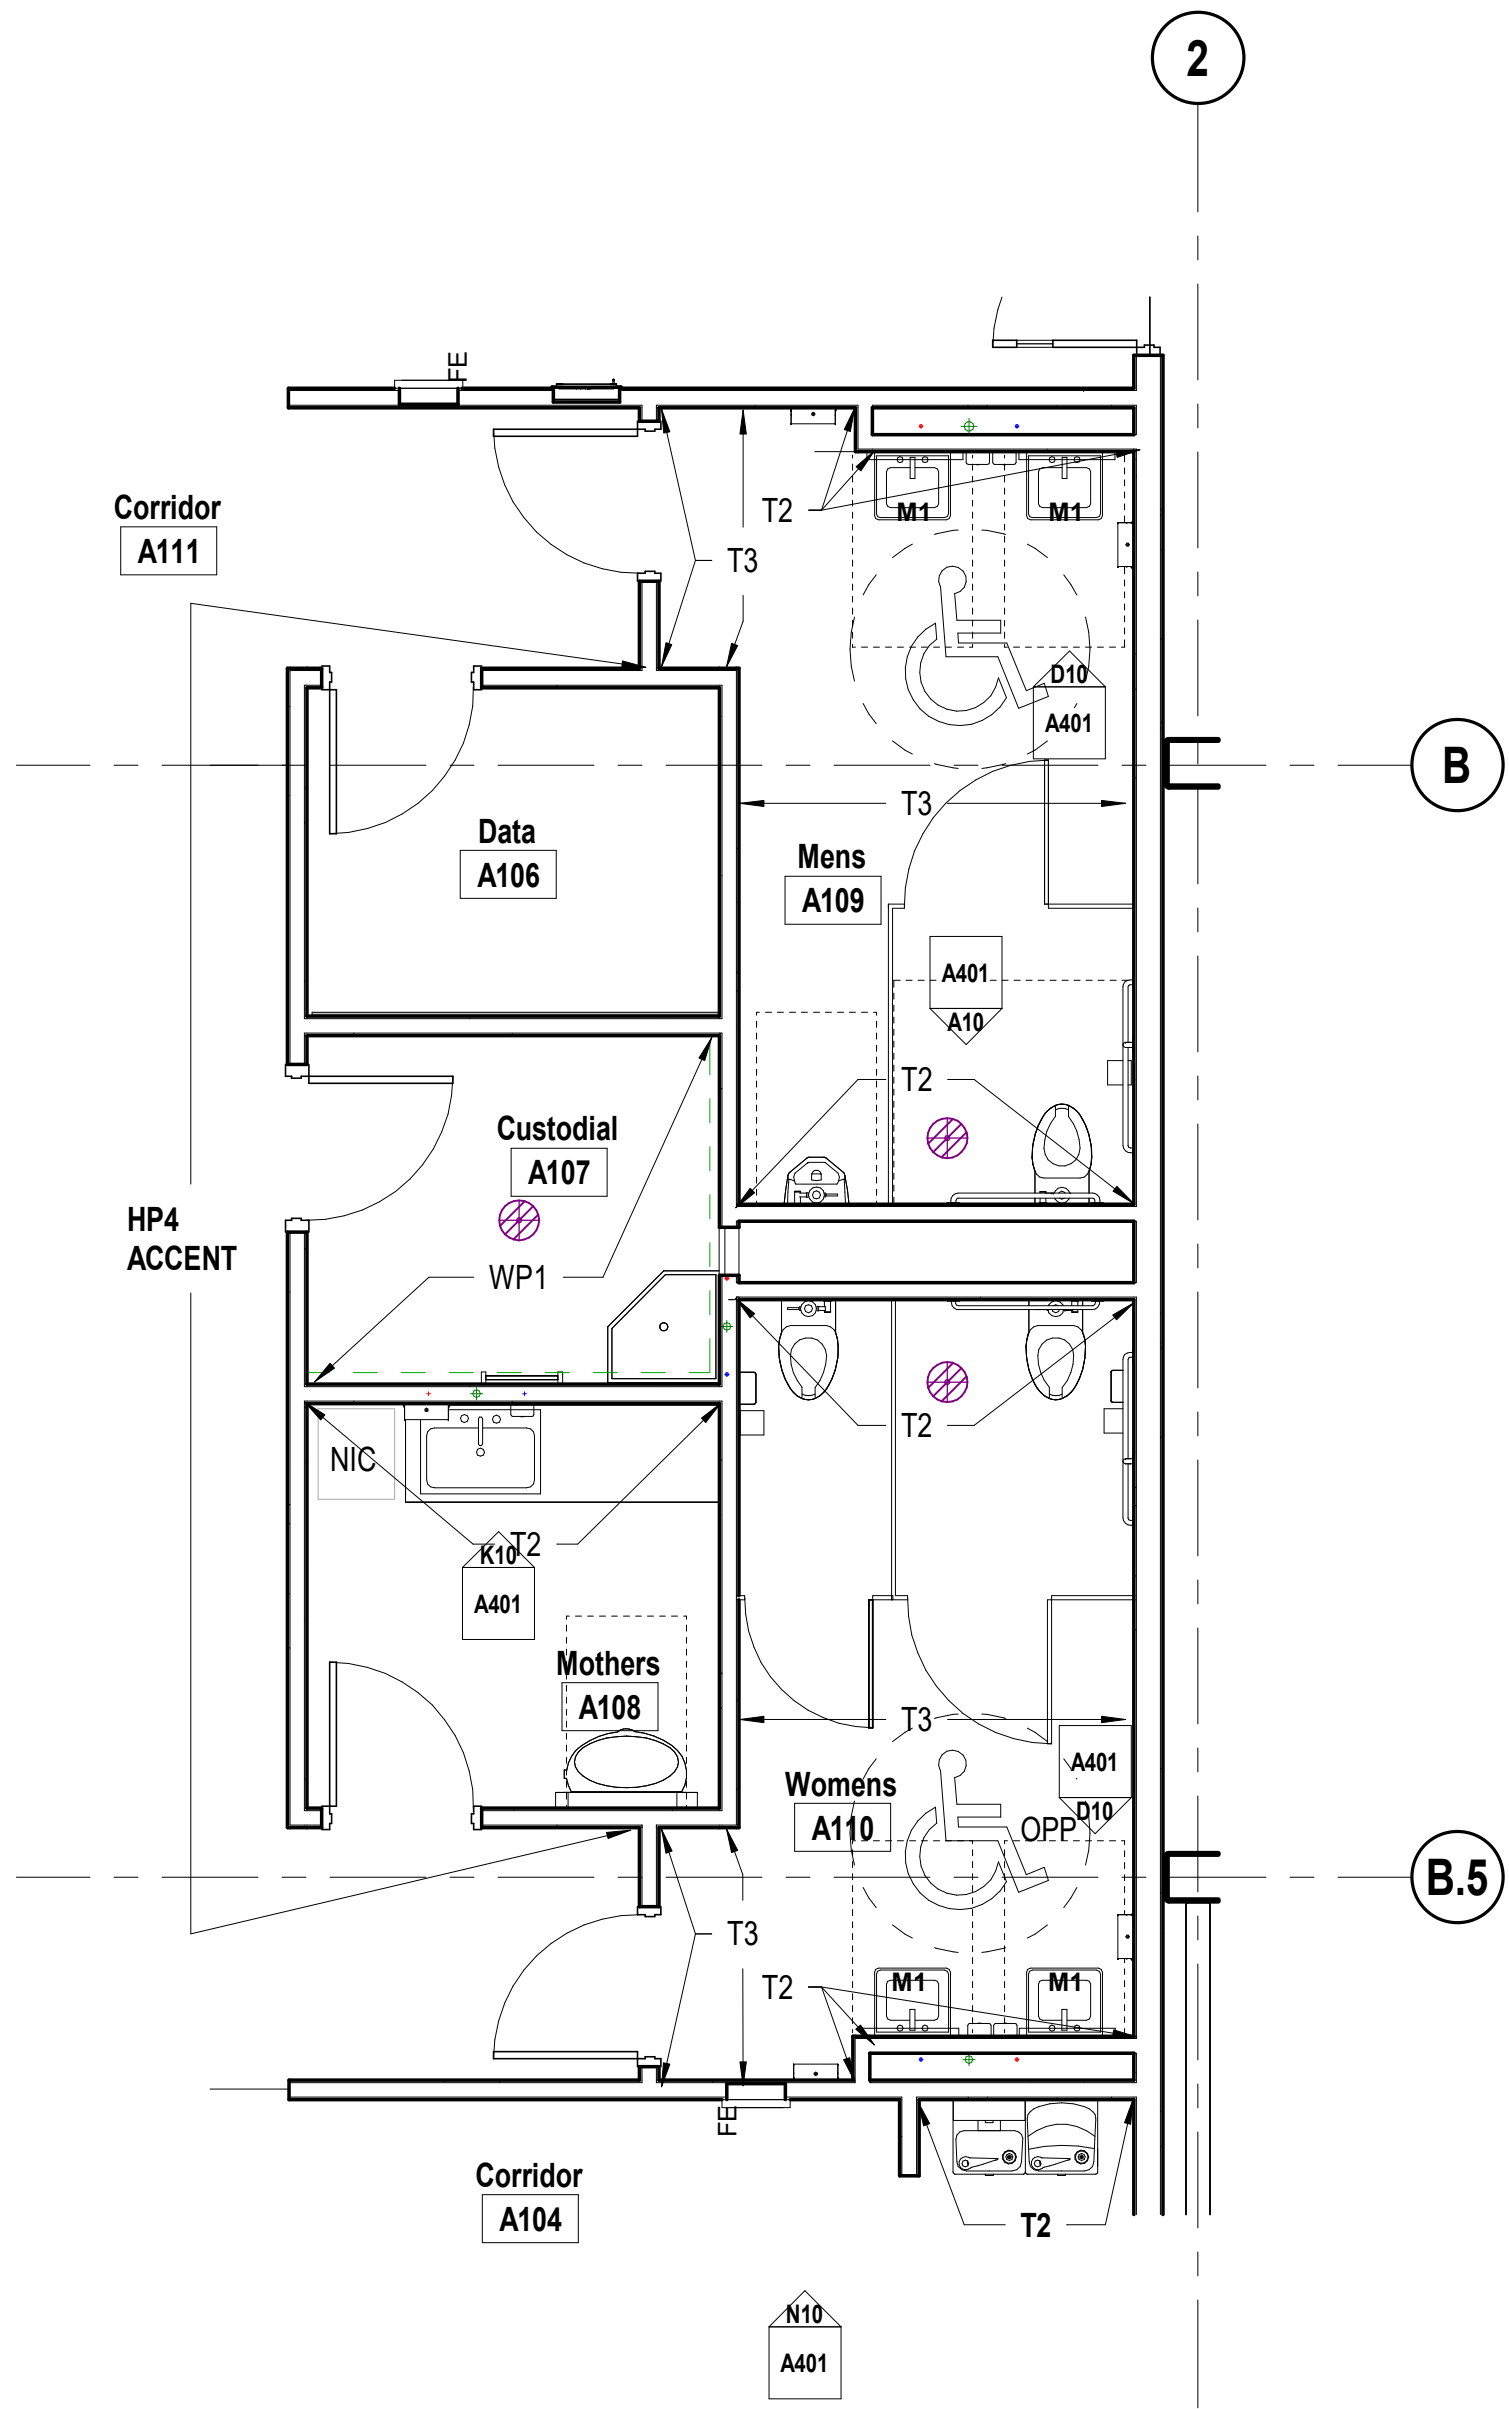 2
FE
Corridor
A111
T2
M1
M1
T3
D10
A401
B
T3
Data
A106
Mens
A109
A401
A10
T2
Custodial
A107
HP4
ACCENT
WP1
T2
NIC
T2
K10
A401
Mothers
A108
T3
A401
D10
Womens
A110
OPP
B.5
T3
T2
M1
M1
FE
Corridor
A104
T2
N10
A401